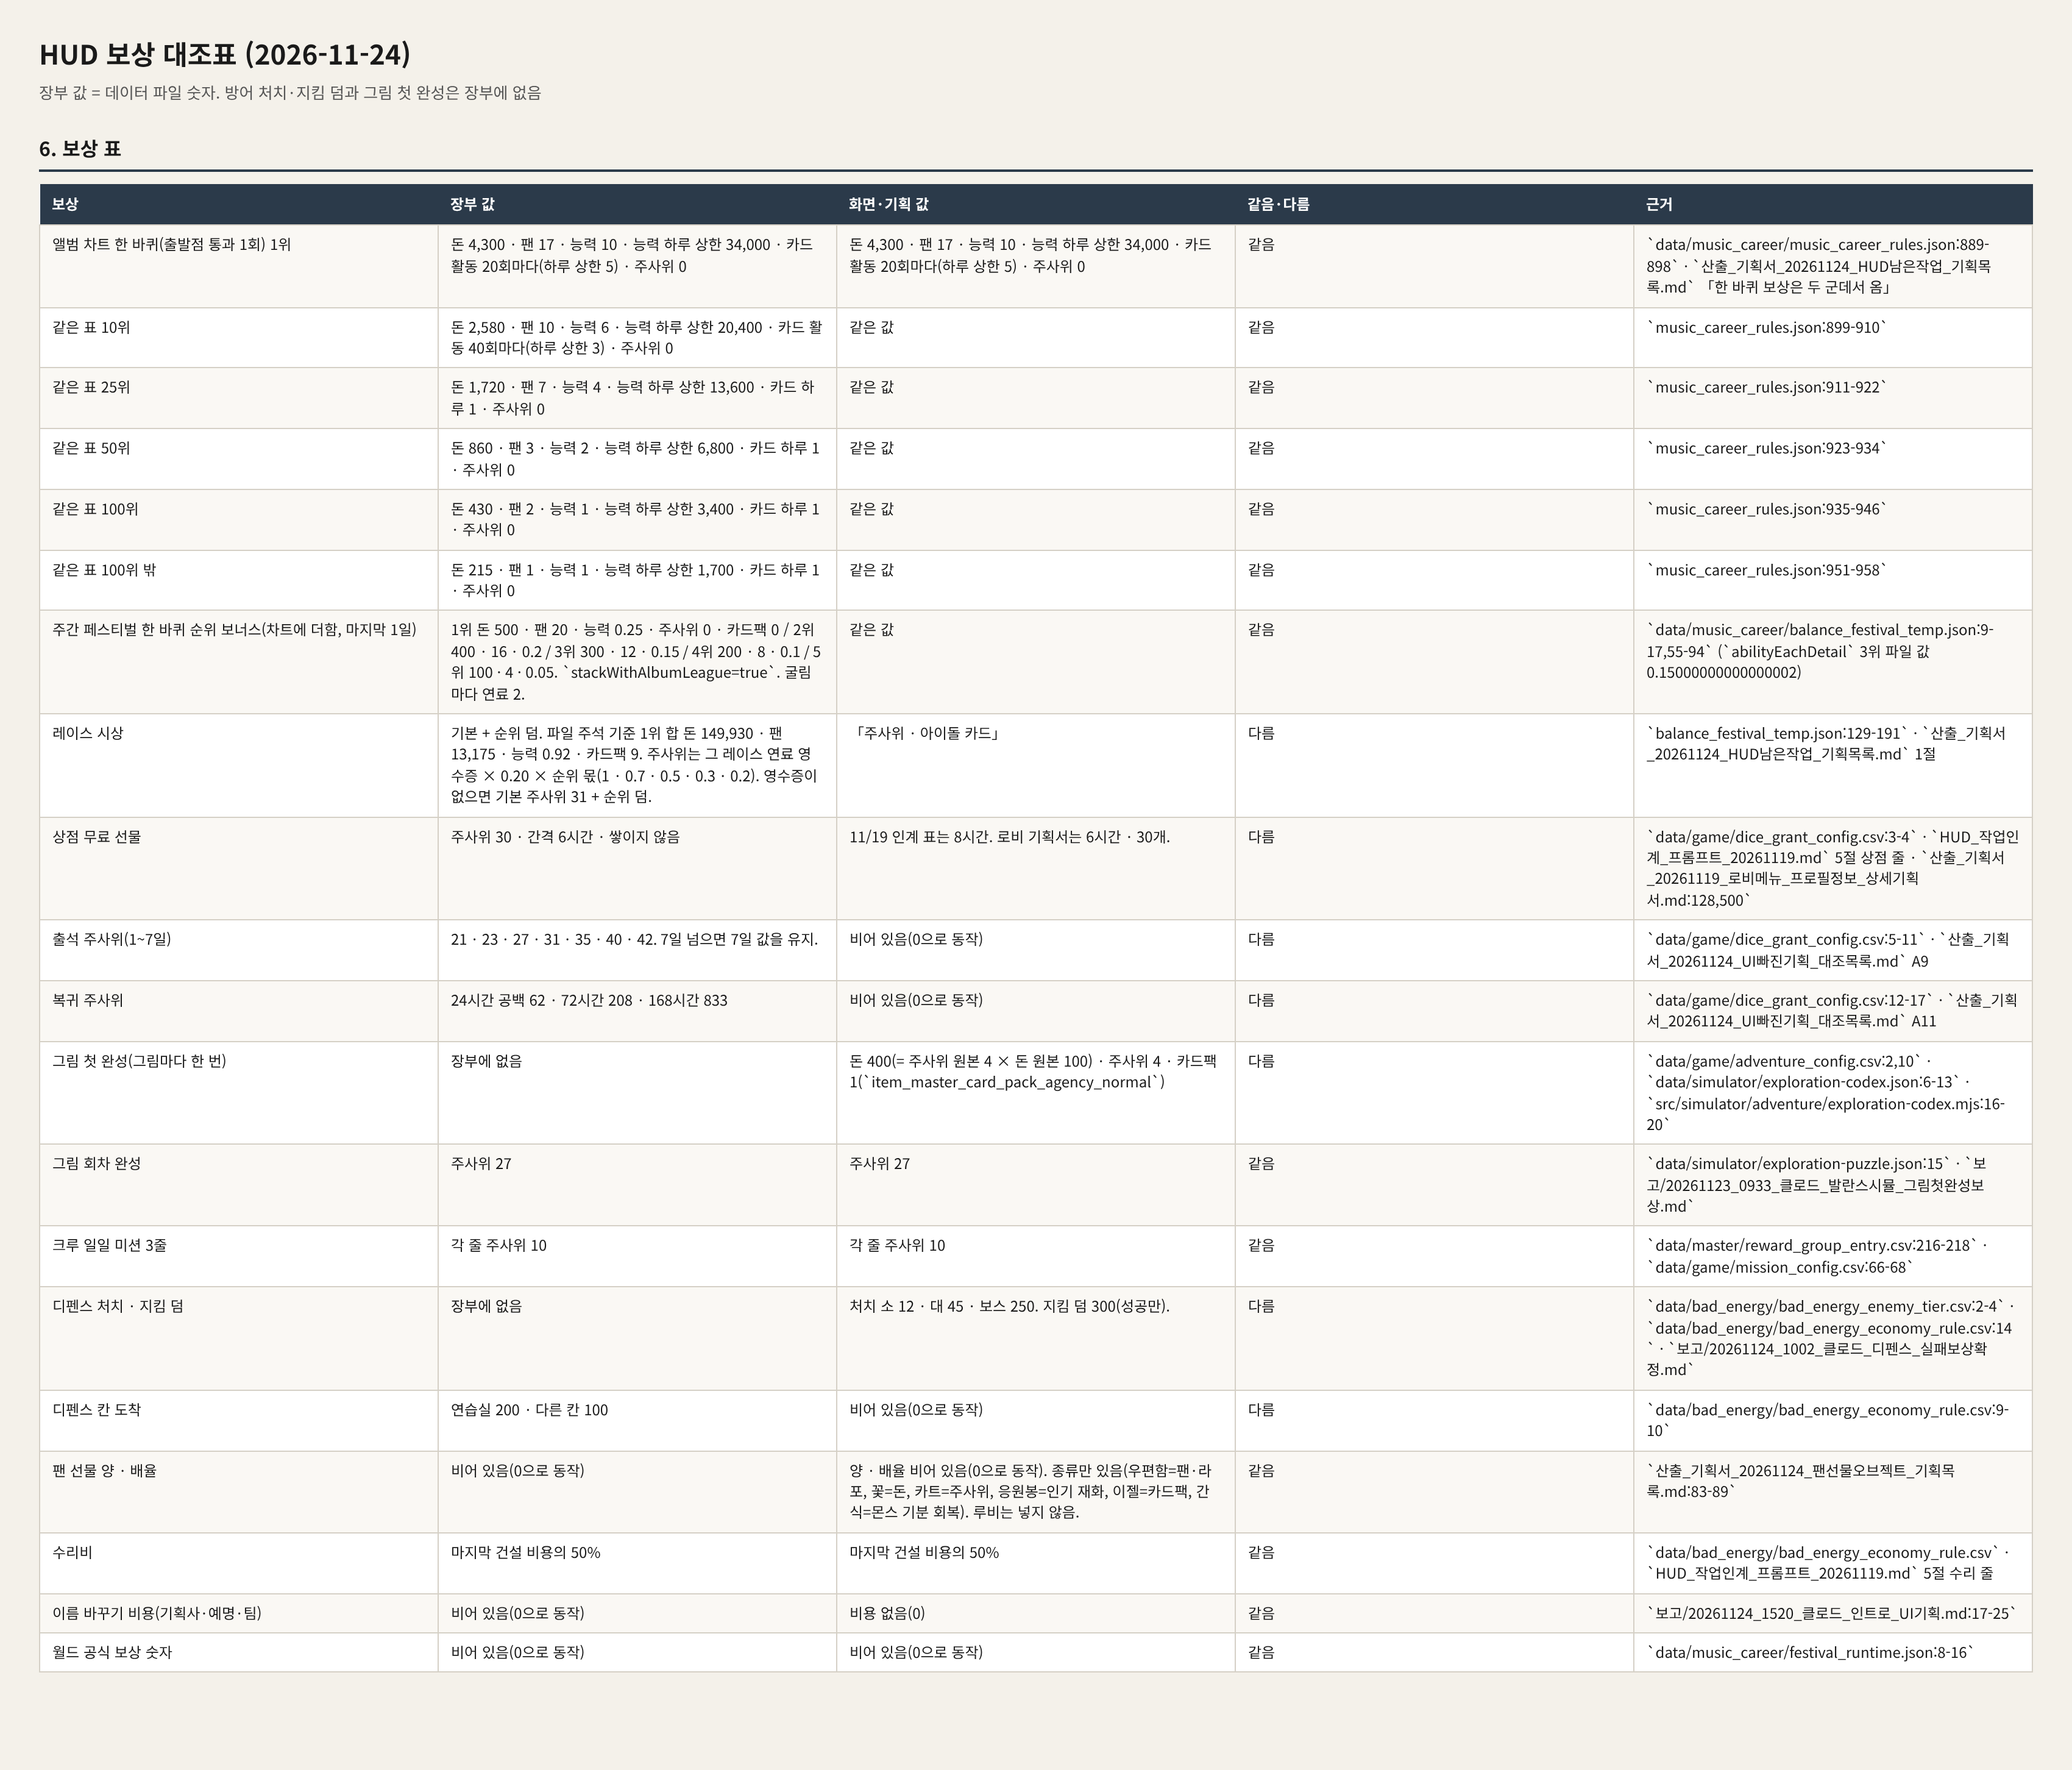 HUD 보상 대조표 (2026-11-24)
장부 값 = 데이터 파일 숫자. 방어 처치·지킴 덤과 그림 첫 완성은 장부에 없음
6. 보상 표
보상
장부 값
화면·기획 값
같음·다름
근거
앨범 차트 한 바퀴(출발점 통과 1회) 1위
돈 4,300 · 팬 17 · 능력 10 · 능력 하루 상한 34,000 · 카드
활동 20회마다(하루 상한 5) · 주사위 0
돈 4,300 · 팬 17 · 능력 10 · 능력 하루 상한 34,000 · 카드
활동 20회마다(하루 상한 5) · 주사위 0
같음
`data/music_career/music_career_rules.json:889-
898` · `산출_기획서_20261124_HUD남은작업_기획목
록.md` 「한 바퀴 보상은 두 군데서 옴」
같은 표 10위
돈 2,580 · 팬 10 · 능력 6 · 능력 하루 상한 20,400 · 카드 활
동 40회마다(하루 상한 3) · 주사위 0
같은 값
같음
`music_career_rules.json:899-910`
같은 표 25위
돈 1,720 · 팬 7 · 능력 4 · 능력 하루 상한 13,600 · 카드 하
루 1 · 주사위 0
같은 값
같음
`music_career_rules.json:911-922`
같은 표 50위
돈 860 · 팬 3 · 능력 2 · 능력 하루 상한 6,800 · 카드 하루 1
· 주사위 0
같은 값
같음
`music_career_rules.json:923-934`
같은 표 100위
돈 430 · 팬 2 · 능력 1 · 능력 하루 상한 3,400 · 카드 하루 1
· 주사위 0
같은 값
같음
`music_career_rules.json:935-946`
같은 표 100위 밖
돈 215 · 팬 1 · 능력 1 · 능력 하루 상한 1,700 · 카드 하루 1
· 주사위 0
같은 값
같음
`music_career_rules.json:951-958`
주간 페스티벌 한 바퀴 순위 보너스(차트에 더함, 마지막 1일)
1위 돈 500 · 팬 20 · 능력 0.25 · 주사위 0 · 카드팩 0 / 2위
400 · 16 · 0.2 / 3위 300 · 12 · 0.15 / 4위 200 · 8 · 0.1 / 5
위 100 · 4 · 0.05. `stackWithAlbumLeague=true`. 굴림
마다 연료 2.
같은 값
같음
`data/music_career/balance_festival_temp.json:9-
17,55-94` (`abilityEachDetail` 3위 파일 값
0.15000000000000002)
레이스 시상
기본 + 순위 덤. 파일 주석 기준 1위 합 돈 149,930 · 팬
13,175 · 능력 0.92 · 카드팩 9. 주사위는 그 레이스 연료 영
수증 × 0.20 × 순위 몫(1 · 0.7 · 0.5 · 0.3 · 0.2). 영수증이
없으면 기본 주사위 31 + 순위 덤.
「주사위 · 아이돌 카드」
다름
`balance_festival_temp.json:129-191` · `산출_기획서
_20261124_HUD남은작업_기획목록.md` 1절
상점 무료 선물
주사위 30 · 간격 6시간 · 쌓이지 않음
11/19 인계 표는 8시간. 로비 기획서는 6시간 · 30개.
다름
`data/game/dice_grant_config.csv:3-4` · `HUD_작업인
계_프롬프트_20261119.md` 5절 상점 줄 · `산출_기획서
_20261119_로비메뉴_프로필정보_상세기획
서.md:128,500`
출석 주사위(1~7일)
21 · 23 · 27 · 31 · 35 · 40 · 42. 7일 넘으면 7일 값을 유지.
비어 있음(0으로 동작)
다름
`data/game/dice_grant_config.csv:5-11` · `산출_기획
서_20261124_UI빠진기획_대조목록.md` A9
복귀 주사위
24시간 공백 62 · 72시간 208 · 168시간 833
비어 있음(0으로 동작)
다름
`data/game/dice_grant_config.csv:12-17` · `산출_기획
서_20261124_UI빠진기획_대조목록.md` A11
그림 첫 완성(그림마다 한 번)
장부에 없음
돈 400(= 주사위 원본 4 × 돈 원본 100) · 주사위 4 · 카드팩
1(`item_master_card_pack_agency_normal`)
다름
`data/game/adventure_config.csv:2,10` ·
`data/simulator/exploration-codex.json:6-13` ·
`src/simulator/adventure/exploration-codex.mjs:16-
20`
그림 회차 완성
주사위 27
주사위 27
같음
`data/simulator/exploration-puzzle.json:15` · `보
고/20261123_0933_클로드_발란스시뮬_그림첫완성보
상.md`
크루 일일 미션 3줄
각 줄 주사위 10
각 줄 주사위 10
같음
`data/master/reward_group_entry.csv:216-218` ·
`data/game/mission_config.csv:66-68`
디펜스 처치 · 지킴 덤
장부에 없음
처치 소 12 · 대 45 · 보스 250. 지킴 덤 300(성공만).
다름
`data/bad_energy/bad_energy_enemy_tier.csv:2-4` ·
`data/bad_energy/bad_energy_economy_rule.csv:14
` · `보고/20261124_1002_클로드_디펜스_실패보상확
정.md`
디펜스 칸 도착
연습실 200 · 다른 칸 100
비어 있음(0으로 동작)
다름
`data/bad_energy/bad_energy_economy_rule.csv:9-
10`
팬 선물 양 · 배율
비어 있음(0으로 동작)
양 · 배율 비어 있음(0으로 동작). 종류만 있음(우편함=팬·라
포, 꽃=돈, 카트=주사위, 응원봉=인기 재화, 이젤=카드팩, 간
식=몬스 기분 회복). 루비는 넣지 않음.
같음
`산출_기획서_20261124_팬선물오브젝트_기획목
록.md:83-89`
수리비
마지막 건설 비용의 50%
마지막 건설 비용의 50%
같음
`data/bad_energy/bad_energy_economy_rule.csv` ·
`HUD_작업인계_프롬프트_20261119.md` 5절 수리 줄
이름 바꾸기 비용(기획사·예명·팀)
비어 있음(0으로 동작)
비용 없음(0)
같음
`보고/20261124_1520_클로드_인트로_UI기획.md:17-25`
월드 공식 보상 숫자
비어 있음(0으로 동작)
비어 있음(0으로 동작)
같음
`data/music_career/festival_runtime.json:8-16`